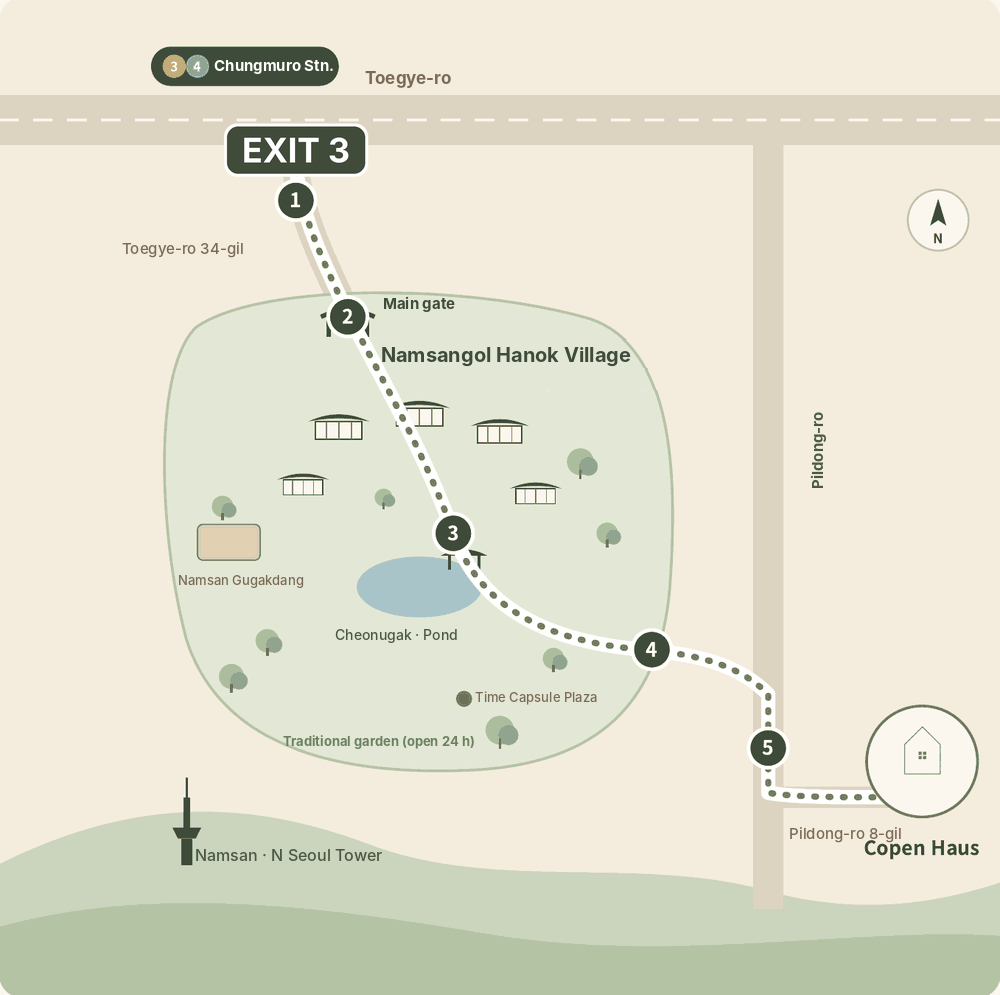 3 4 Chungmuro Stn.
Toegye-ro
EXIT 3
1
Toegye-ro 34-gil
N
2
Main gate
Namsangol Hanok Village
Pildong-ro
3
Namsan Gugakdang
Cheonugak · Pond
4
Time Capsule Plaza
Traditional garden (open 24 h)
5
Pildong-ro 8-gil
Copen Haus
Namsan · N Seoul Tower